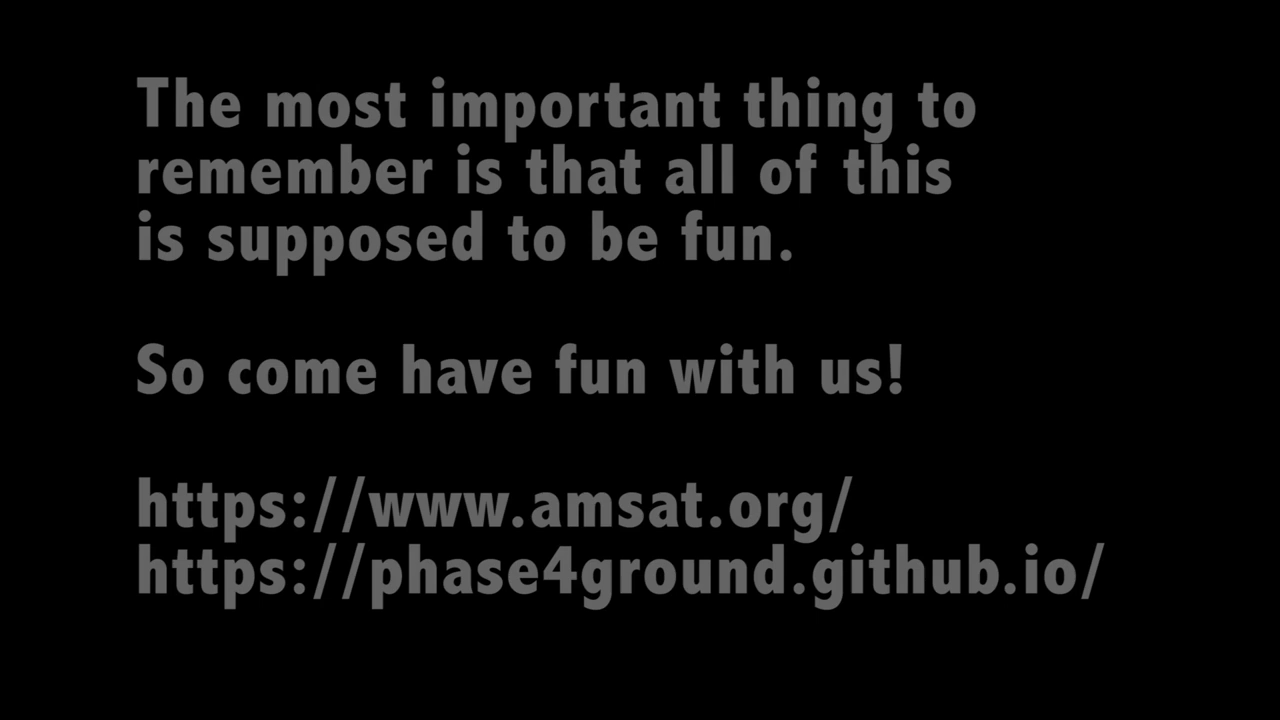 The most important thing to
remember is that all of this
is supposed to be fun.
So come have fun with us!
https://www.amsat.org/
https://phase4ground.github.io/